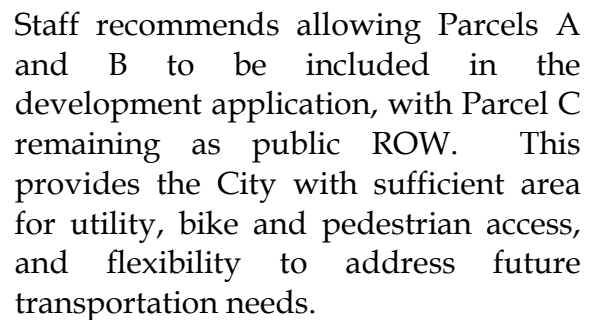 Staff recommends allowing Parcels A
and B to be included in the
development application, with Parcel C
remaining as public ROW. This
provides the City with sufficient area
for utility, bike and pedestrian access,
and flexibility to address future
transportation needs.